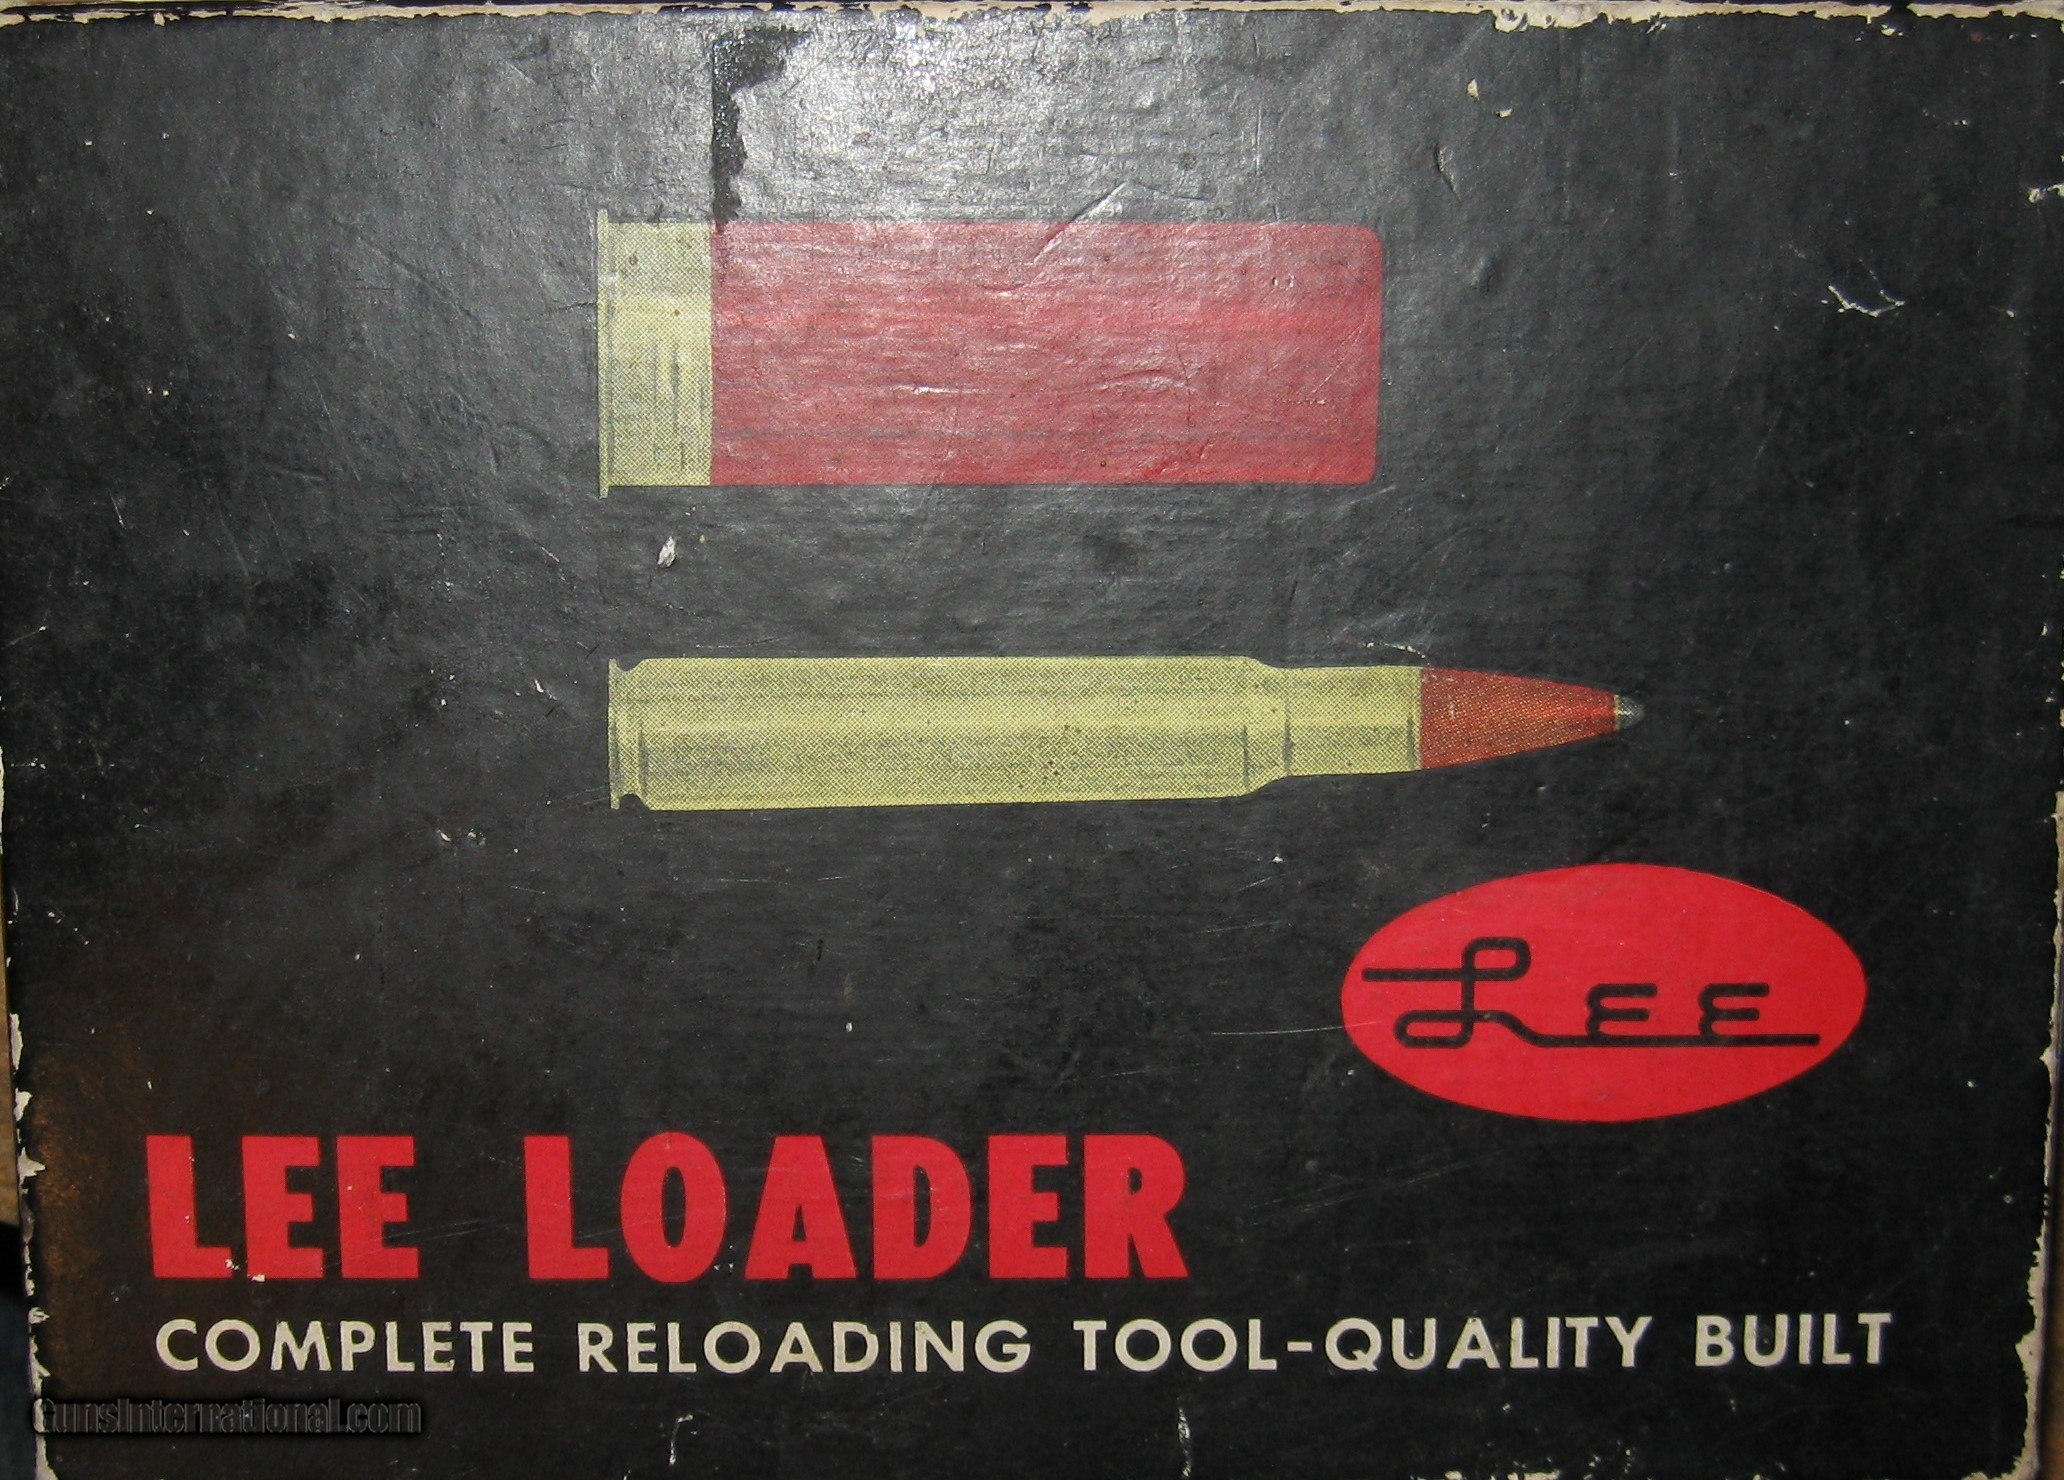 LEE
LEE LOADER
COMPLETE RELOADING TOOL-QUALITY BUILT
GunsInternational.com